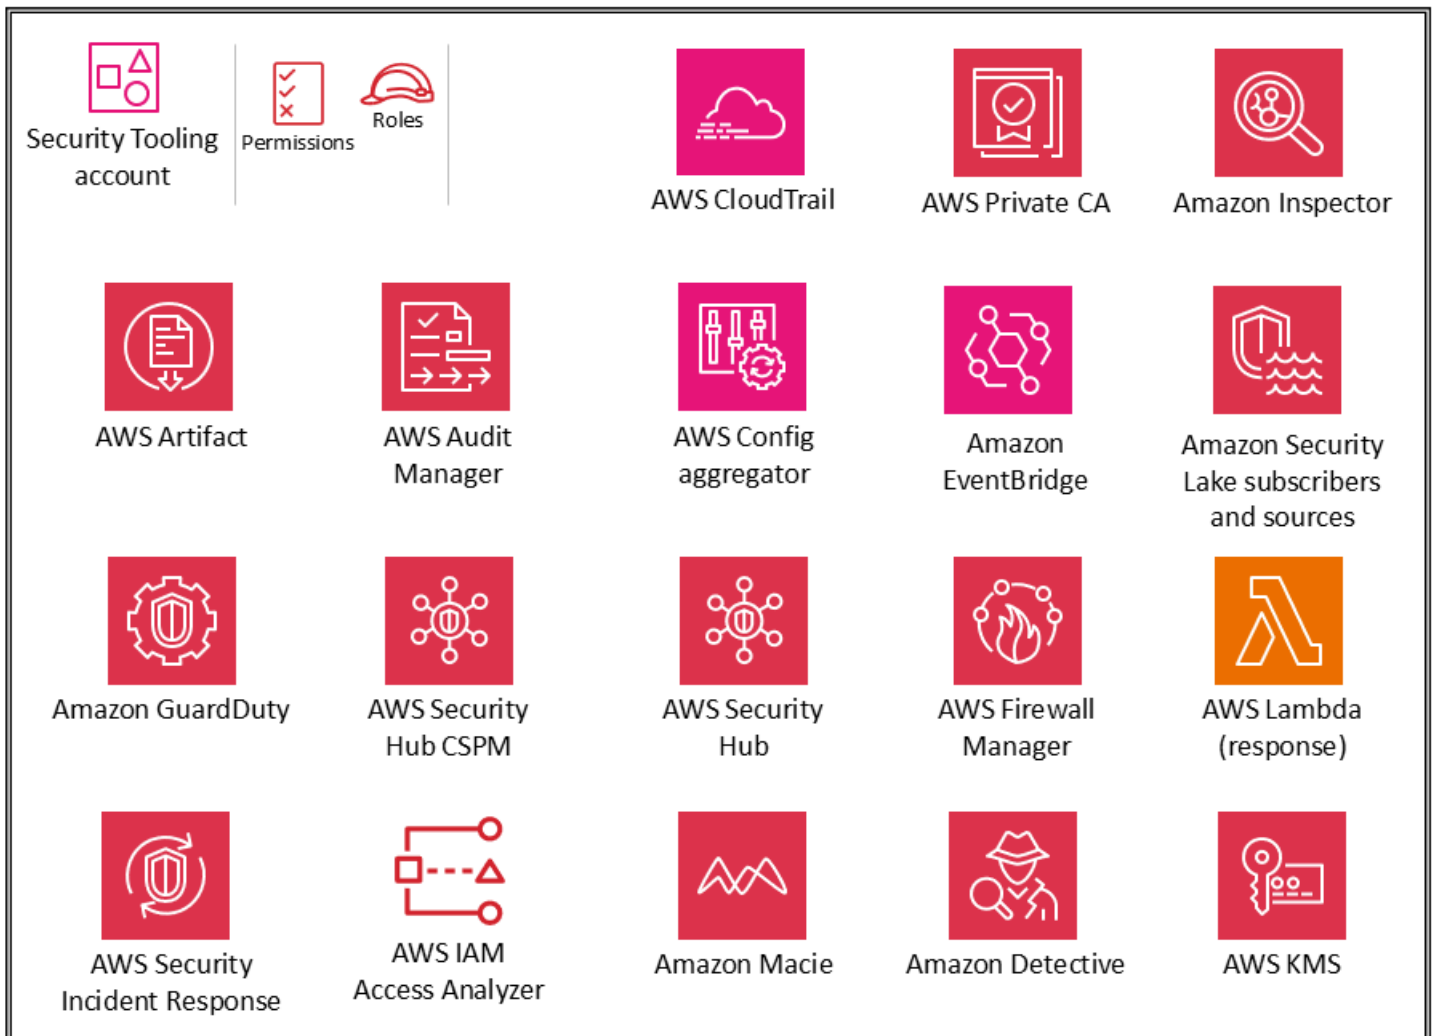 Security Tooling
account
Permissions
Roles
AWS CloudTrail
AWS Private CA
Amazon Inspector
AWS Artifact
AWS Audit
Manager
AWS Config
aggregator
Amazon
EventBridge
Amazon Security
Lake subscribers
and sources
Amazon GuardDuty
AWS Security
Hub CSPM
AWS Security
Hub
AWS Firewall
Manager
AWS Lambda
(response)
AWS Security
Incident Response
AWS IAM
Access Analyzer
Amazon Macie
Amazon Detective
AWS KMS